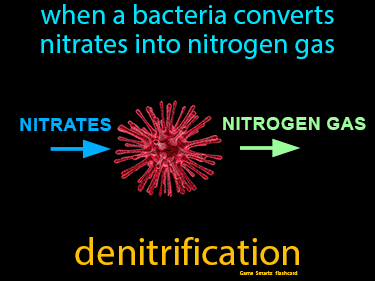 when a bacteria converts
nitrates into nitrogen gas
NITRATES
NITROGEN GAS
denitrification
Game Smartz flashcard